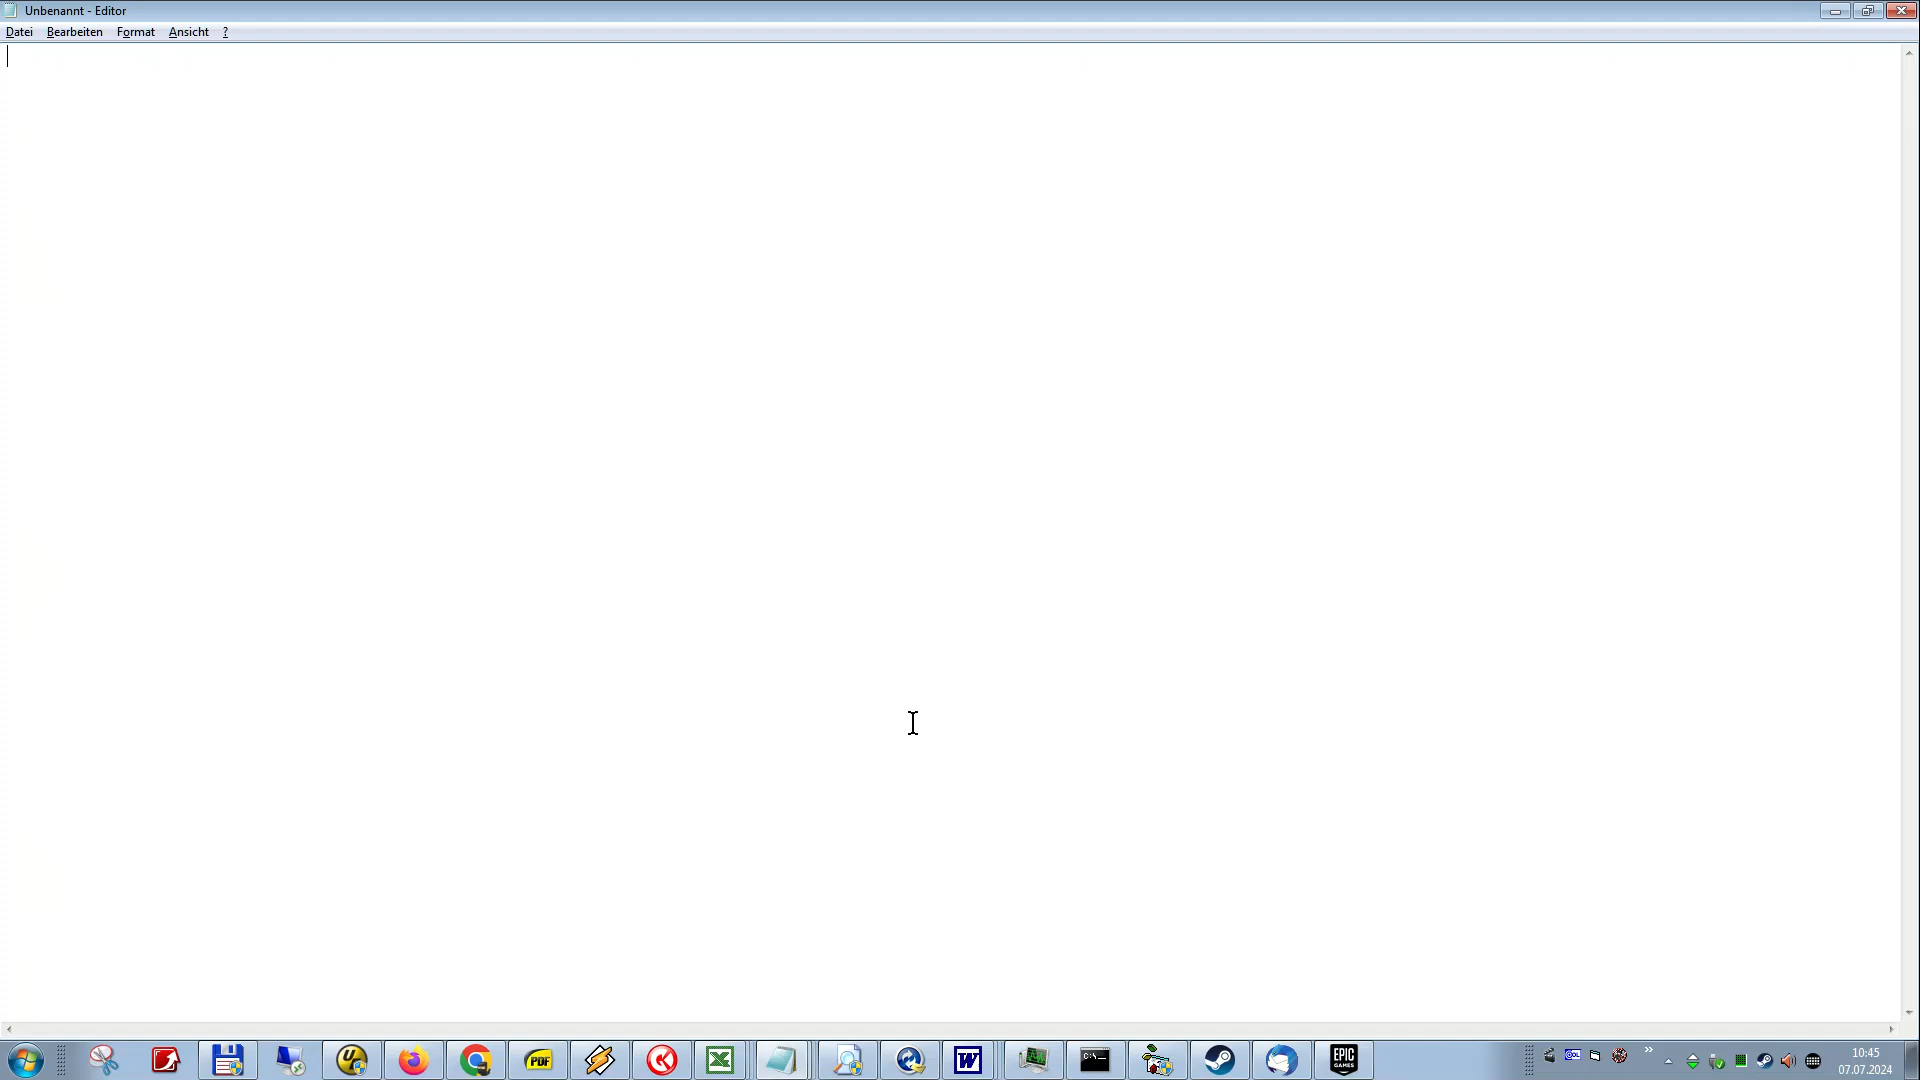 Unbenannt - Editor
Datei Bearbeiten Format Ansicht ?
PDF
W
C:\
EPIC
GAMES
10:45
07.07.2024